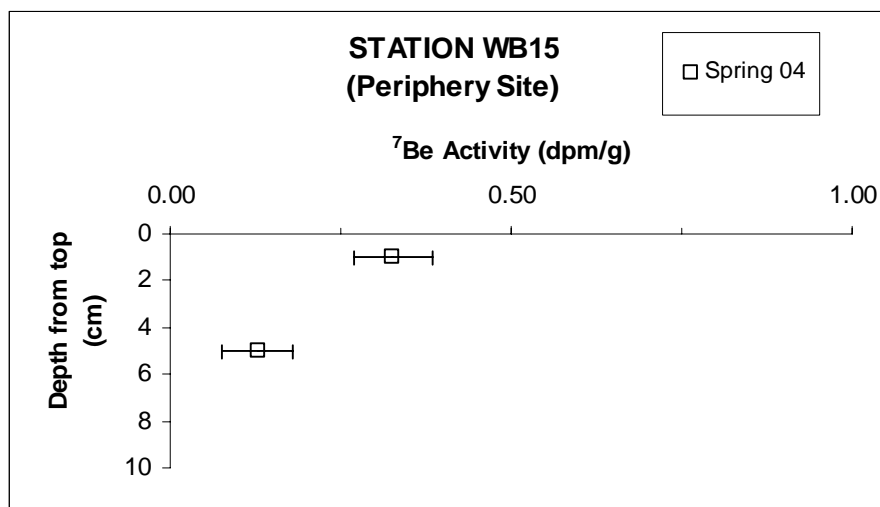 STATION WB15
(Periphery Site)
Spring 04
⁷Be Activity (dpm/g)
0.00 0.50 1.00
Depth from top
(cm)
0
2
4
6
8
10